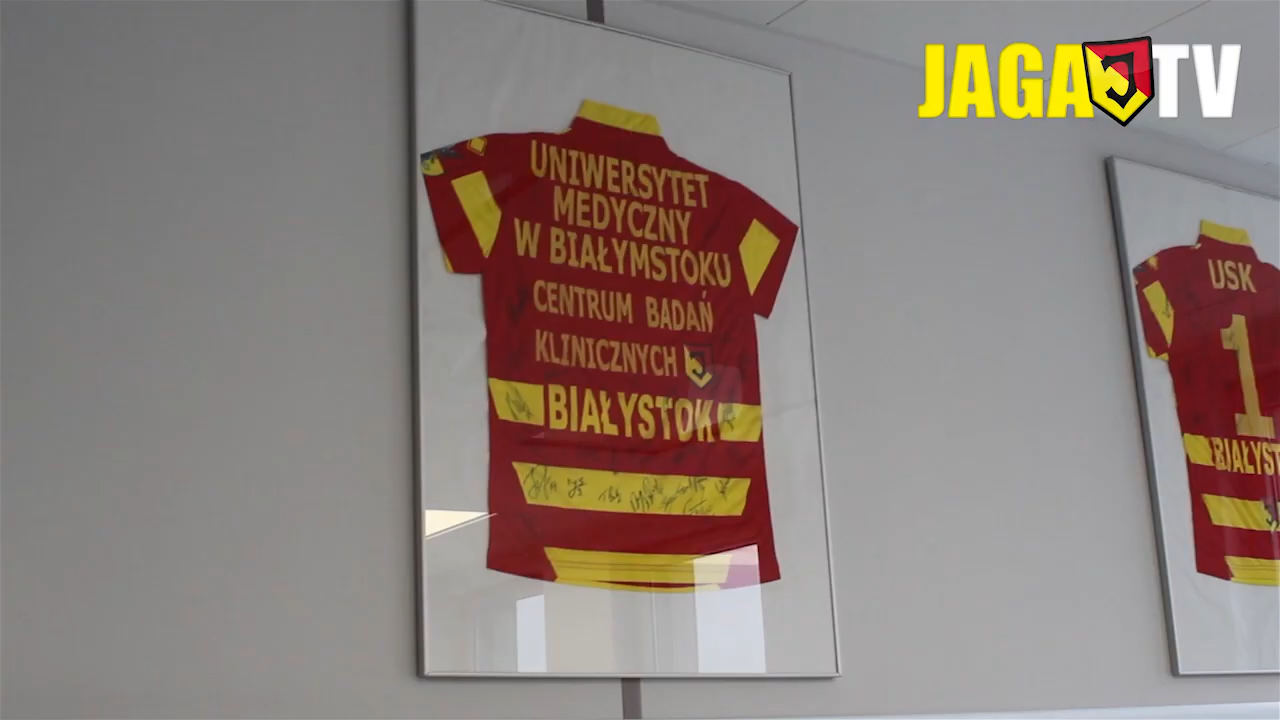 JAGA TV
UNIWERSYTET
MEDYCZNY
W BIAŁYMSTOKU
CENTRUM BADAŃ
KLINICZNYCH
BIAŁYSTOK
USK
1
BIAŁYST